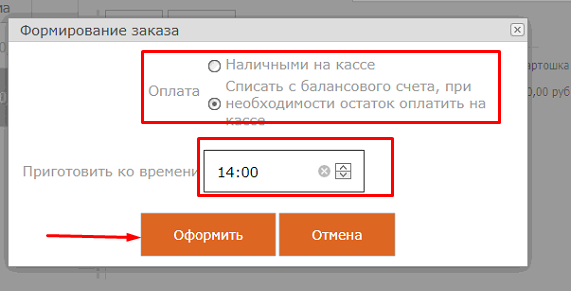 Формирование заказа
Наличными на кассе
Оплата
Списать с балансового счета, при
необходимости остаток оплатить на
кассе
артошка
0,00 руб
Приготовить ко времени
14:00
Оформить
Отмена